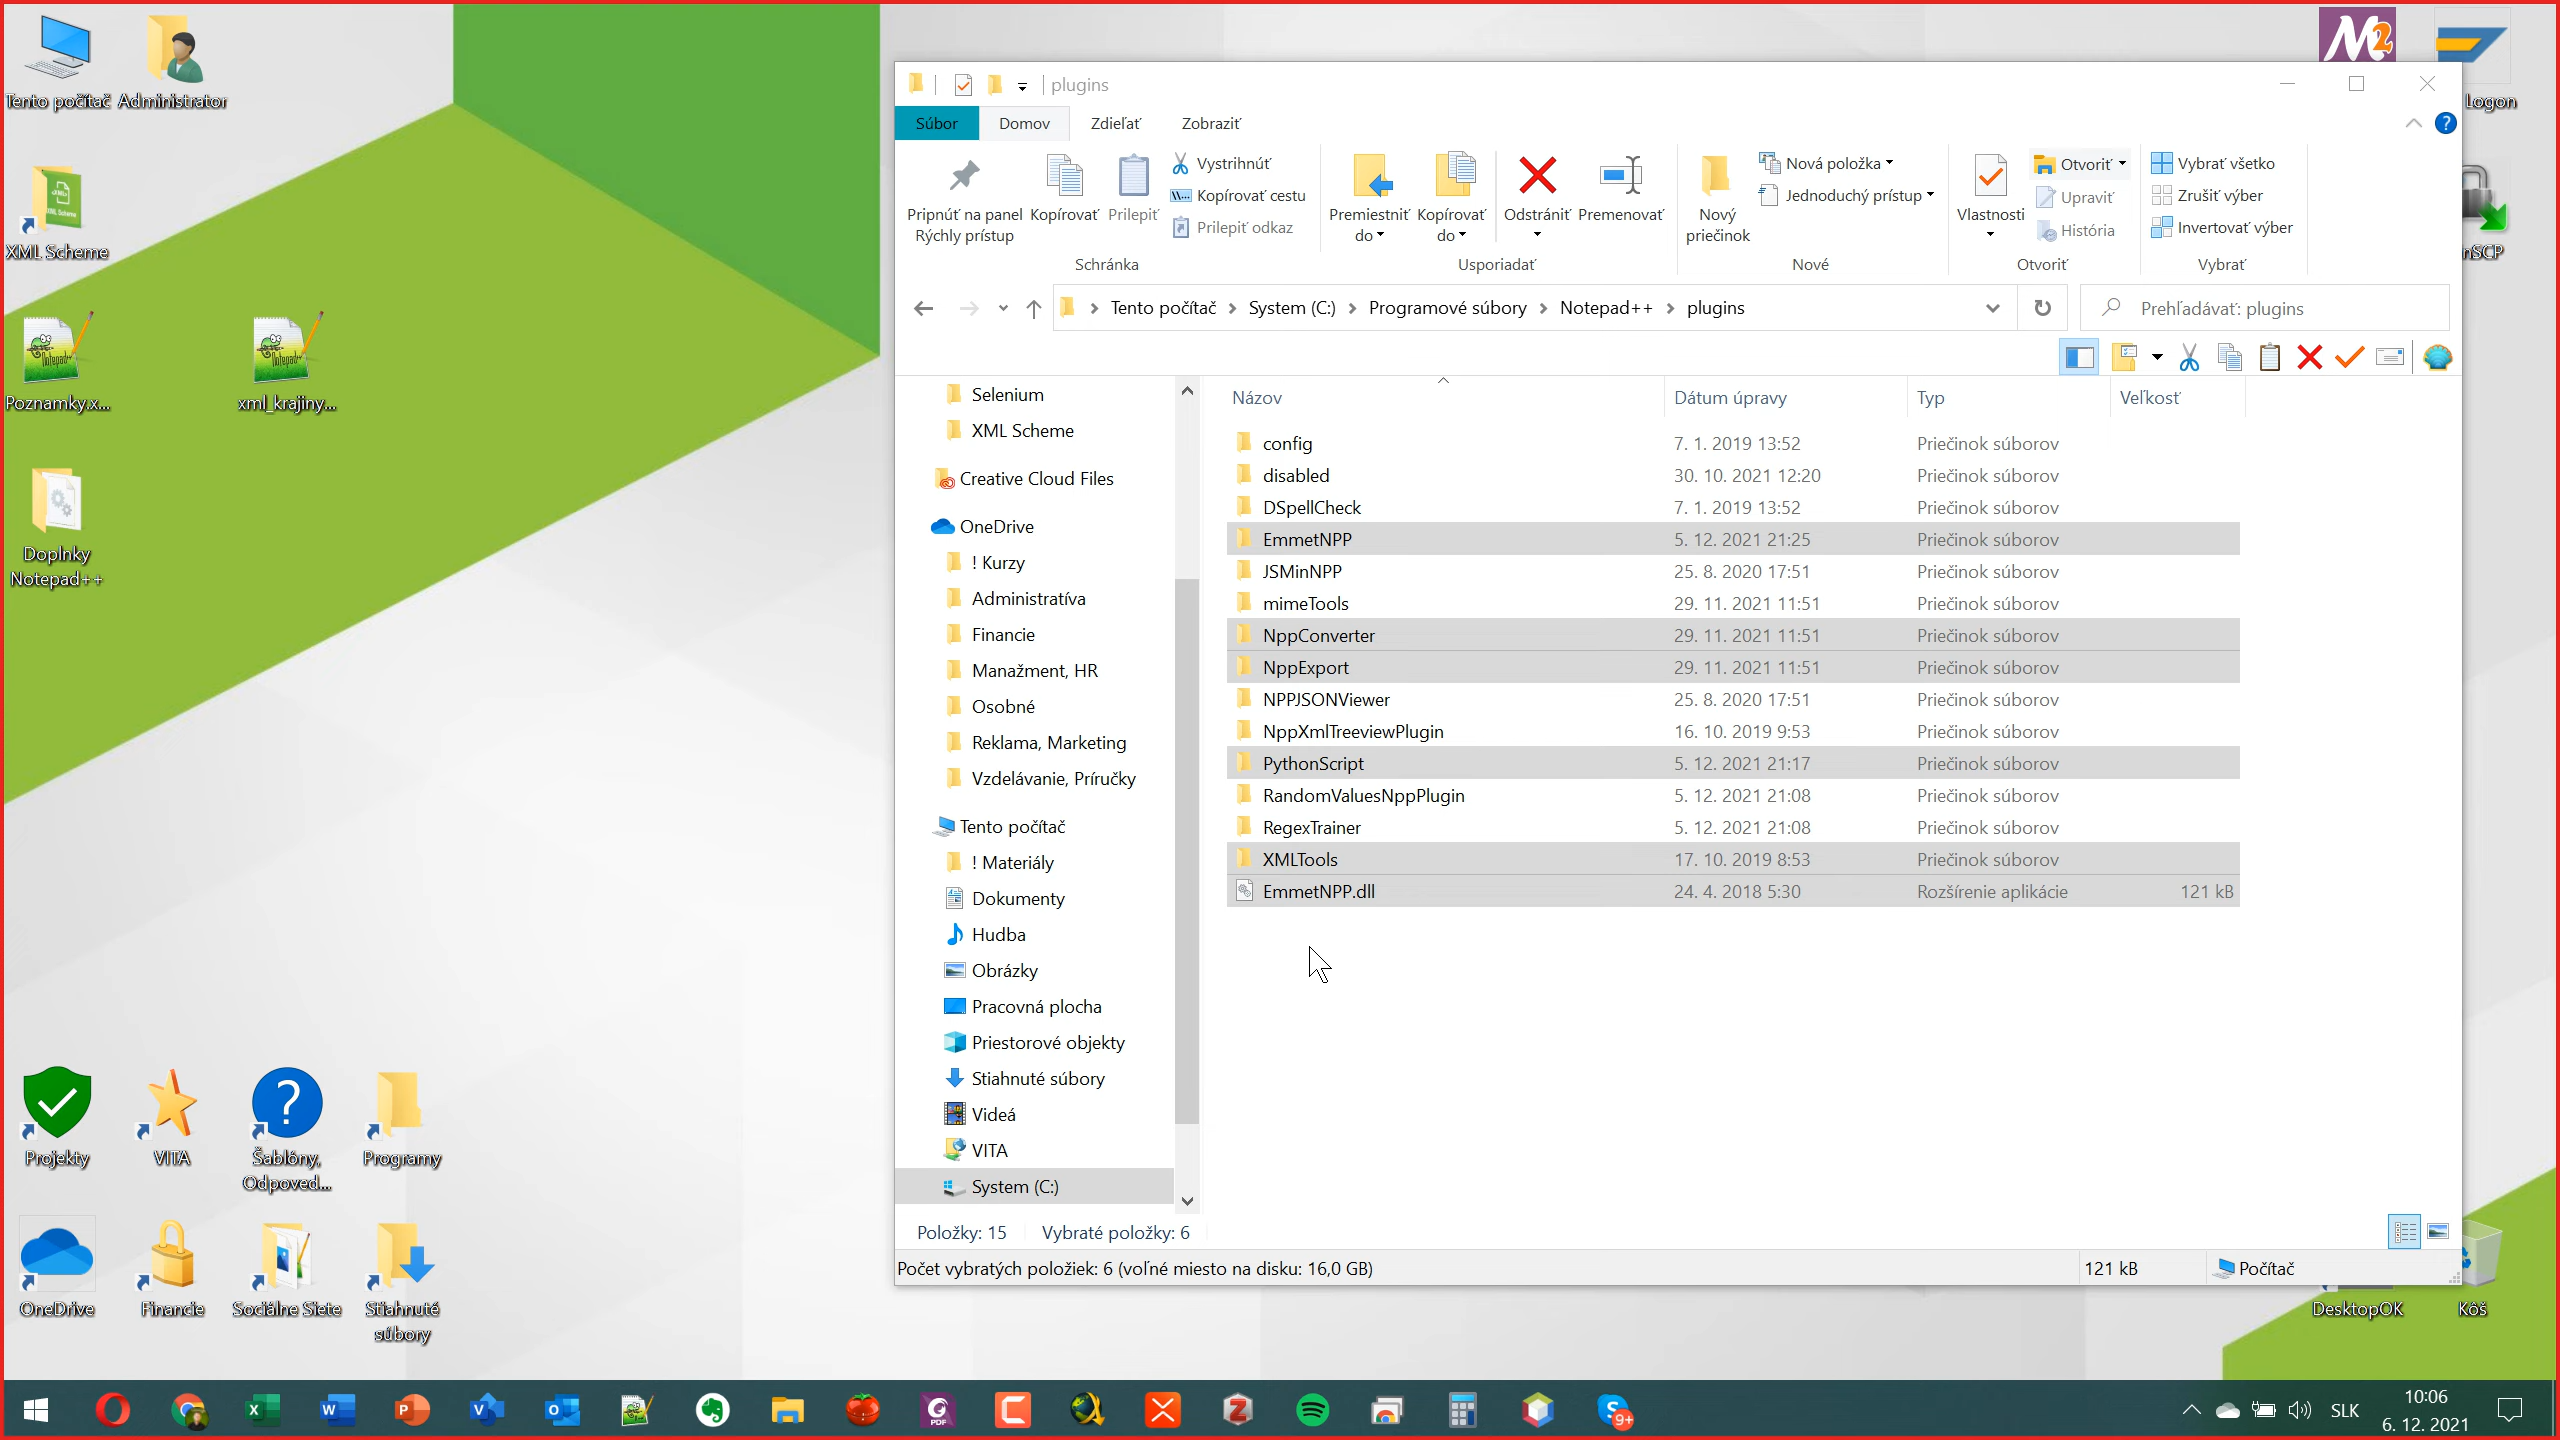 Tento počítač
Administrator
XML Scheme
Poznamky.x...
xml_krajiny...
Doplnky
Notepad++
Projekty
VITA
Šablóny,
Odpoved...
Programy
OneDrive
Financie
Sociálne Siete
Stiahnuté
súbory
Logon
nSCP
DesktopOK
Kôš
plugins
Súbor
Domov
Zdieľať
Zobraziť
Pripnúť na panel
Rýchly prístup
Kopírovať
Prilepiť
Vystrihnúť
Kopírovať cestu
Prilepiť odkaz
Schránka
Premiestniť
do
Kopírovať
do
Odstrániť
Premenovať
Usporiadať
Nový
priečinok
Nová položka
Jednoduchý prístup
Nové
Vlastnosti
Otvoriť
Upraviť
História
Otvoriť
Vybrať všetko
Zrušiť výber
Invertovať výber
Vybrať
Tento počítač
System (C:)
Programové súbory
Notepad++
plugins
Prehľadávať: plugins
Selenium
XML Scheme
Creative Cloud Files
OneDrive
! Kurzy
Administratíva
Financie
Manažment, HR
Osobné
Reklama, Marketing
Vzdelávanie, Príručky
Tento počítač
! Materiály
Dokumenty
Hudba
Obrázky
Pracovná plocha
Priestorové objekty
Stiahnuté súbory
Videá
VITA
System (C:)
Názov Dátum úpravy Typ Veľkosť
config 7. 1. 2019 13:52 Priečinok súborov
disabled 30. 10. 2021 12:20 Priečinok súborov
DSpellCheck 7. 1. 2019 13:52 Priečinok súborov
EmmetNPP 5. 12. 2021 21:25 Priečinok súborov
JSMinNPP 25. 8. 2020 17:51 Priečinok súborov
mimeTools 29. 11. 2021 11:51 Priečinok súborov
NppConverter 29. 11. 2021 11:51 Priečinok súborov
NppExport 29. 11. 2021 11:51 Priečinok súborov
NPPJSONViewer 25. 8. 2020 17:51 Priečinok súborov
NppXmlTreeviewPlugin 16. 10. 2019 9:53 Priečinok súborov
PythonScript 5. 12. 2021 21:17 Priečinok súborov
RandomValuesNppPlugin 5. 12. 2021 21:08 Priečinok súborov
RegexTrainer 5. 12. 2021 21:08 Priečinok súborov
XMLTools 17. 10. 2019 8:53 Priečinok súborov
EmmetNPP.dll 24. 4. 2018 5:30 Rozšírenie aplikácie 121 kB
Položky: 15 Vybraté položky: 6
Počet vybratých položiek: 6 (voľné miesto na disku: 16,0 GB) 121 kB Počítač
SLK
10:06
6. 12. 2021